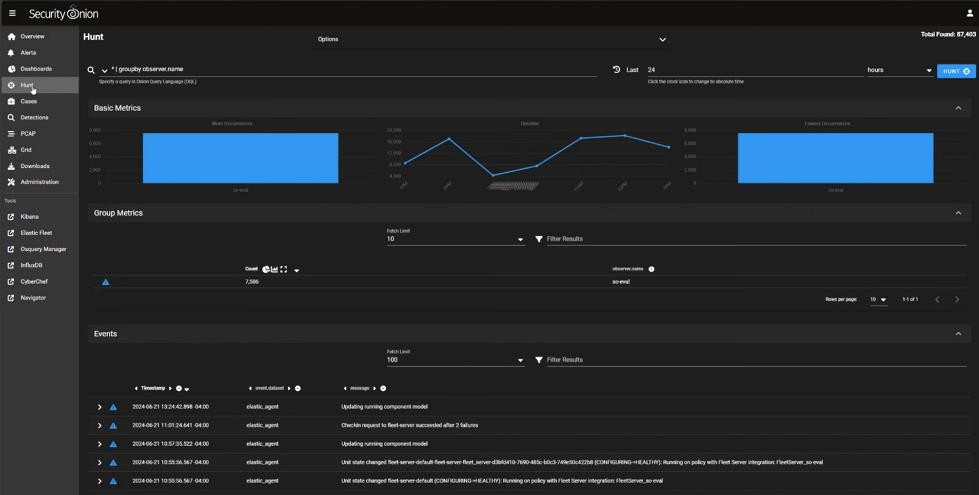 Security Onion
Overview
Alerts
Dashboards
Hunt
Cases
Detections
PCAP
Grid
Downloads
Administration
Tools
Kibana
Elastic Fleet
Osquery Manager
InfluxDB
CyberChef
Navigator
Hunt
Options
Total Found: 87,403
* | groupby observer.name
Specify a query in Onion Query Language (OQL)
Last 24 hours
Click the clock icon to change to absolute time
HUNT
Basic Metrics
Most Occurrences
Timeline
Fewest Occurrences
8,000
6,000
4,000
2,000
0
so-eval
20,000
16,000
12,000
8,000
4,000
8,000
6,000
4,000
2,000
0
so-eval
Group Metrics
Fetch Limit
10
Filter Results
Count
observer.name
7,586
so-eval
Rows per page: 10 1-1 of 1
Events
Fetch Limit
100
Filter Results
Timestamp event.dataset message
2024-06-21 13:24:42.898 -04:00 elastic_agent Updating running component model
2024-06-21 11:01:24.641 -04:00 elastic_agent Checkin request to fleet-server succeeded after 2 failures
2024-06-21 10:57:35.522 -04:00 elastic_agent Updating running component model
2024-06-21 10:55:56.567 -04:00 elastic_agent Unit state changed fleet-server-default-fleet-server-fleet_server-d3bfd410-7690-485c-b0c3-749e50c422b8 (CONFIGURING->HEALTHY): Running on policy with Fleet Server integration: FleetServer_so-eval
2024-06-21 10:55:56.567 -04:00 elastic_agent Unit state changed fleet-server-default (CONFIGURING->HEALTHY): Running on policy with Fleet Server integration: FleetServer_so-eval